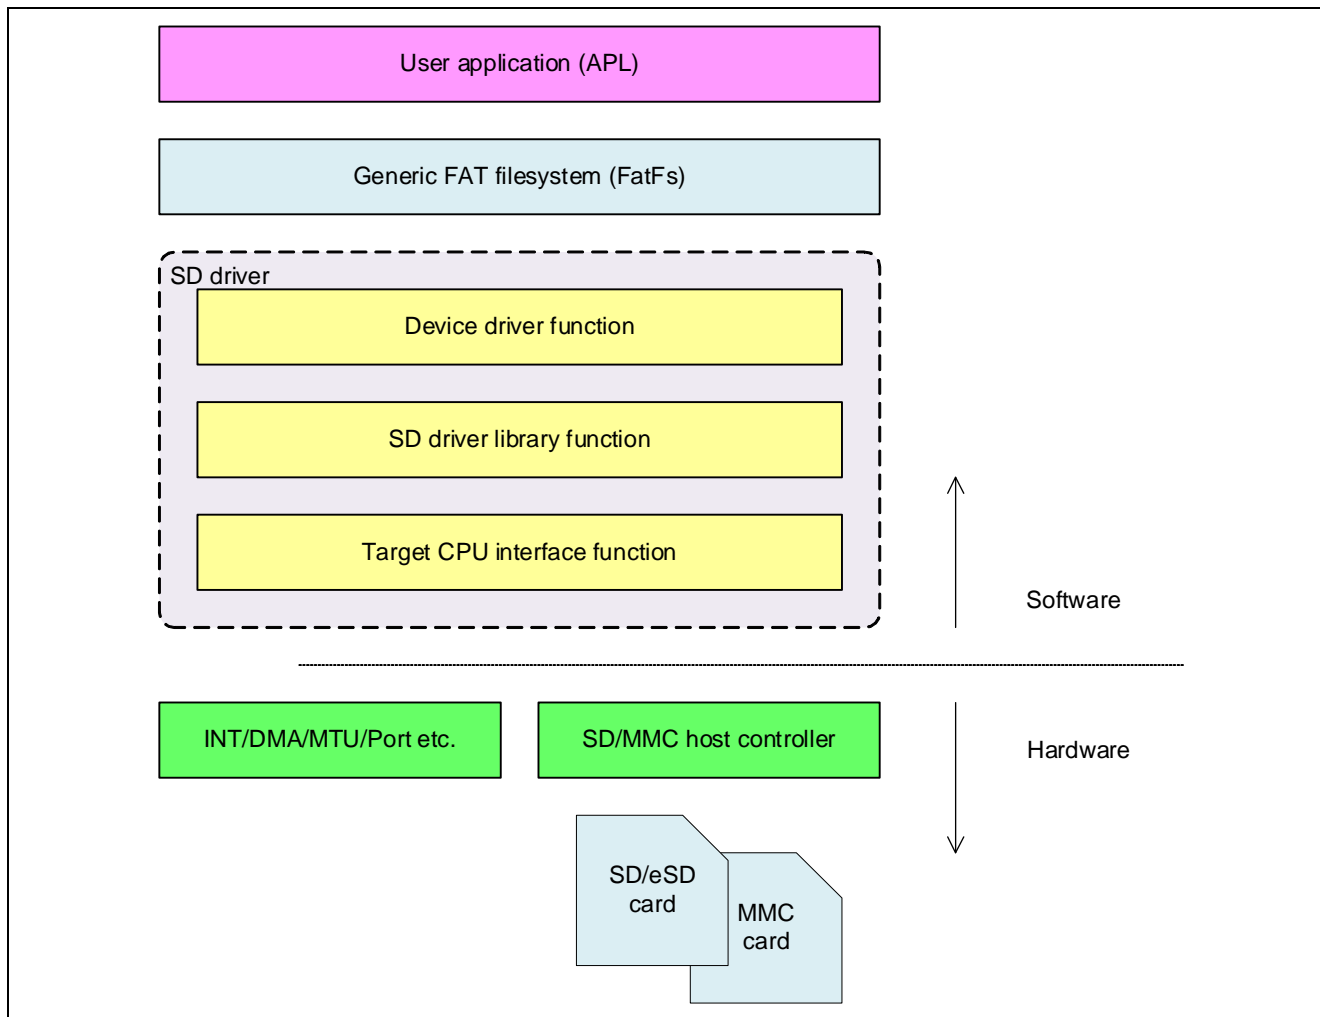 User application (APL)
Generic FAT filesystem (FatFs)
SD driver
Device driver function
SD driver library function
Target CPU interface function
Software
INT/DMA/MTU/Port etc.
SD/MMC host controller
Hardware
SD/eSD
card
MMC
card